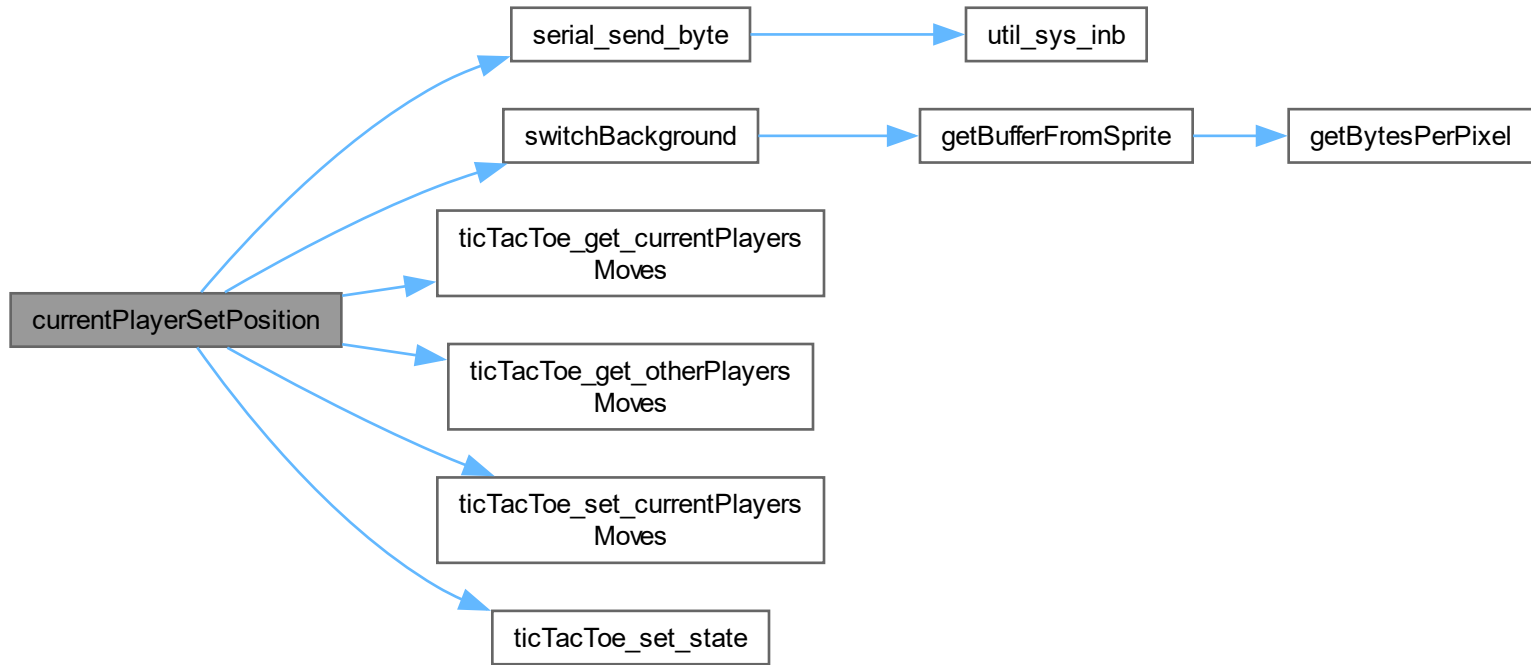 serial_send_byte
util_sys_inb
switchBackground
getBufferFromSprite
getBytesPerPixel
ticTacToe_get_currentPlayers
Moves
currentPlayerSetPosition
ticTacToe_get_otherPlayers
Moves
ticTacToe_set_currentPlayers
Moves
ticTacToe_set_state